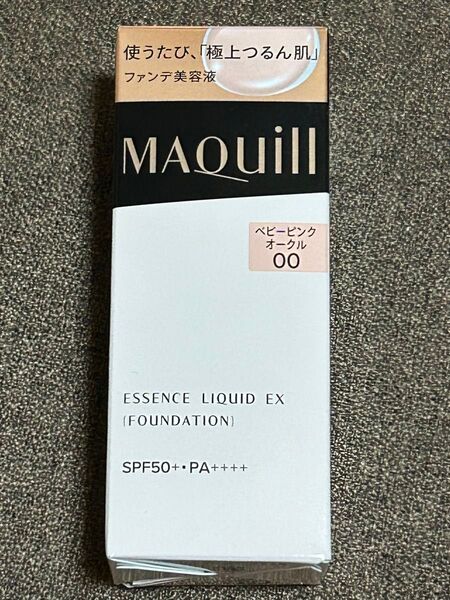 使うたび、「極上つるん肌」
ファンデ美容液
MAQuill
ベビーピンク
オークル
00
ESSENCE LIQUID EX
(FOUNDATION)
SPF50+・PA++++